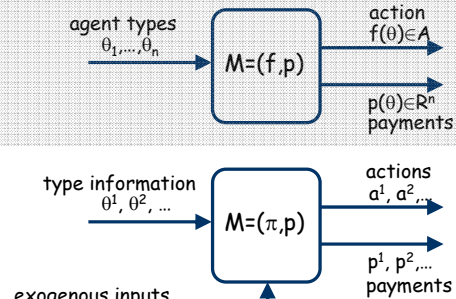 agent types
θ₁,...,θₙ
M=(f,p)
action
f(θ)∈A
p(θ)∈Rⁿ
payments
type information
θ¹, θ², ...
M=(π,p)
actions
a¹, a²,...
p¹, p²,...
payments
exogenous inputs